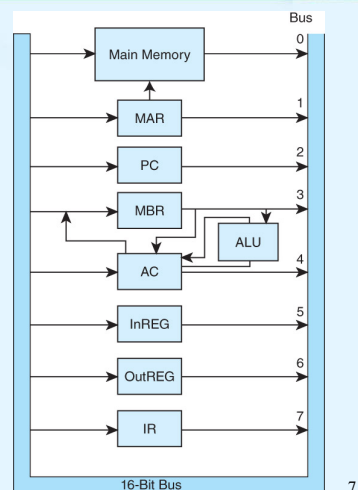 Bus
0
Main Memory
1
MAR
2
PC
3
MBR
ALU
4
AC
5
InREG
6
OutREG
7
IR
16-Bit Bus
7